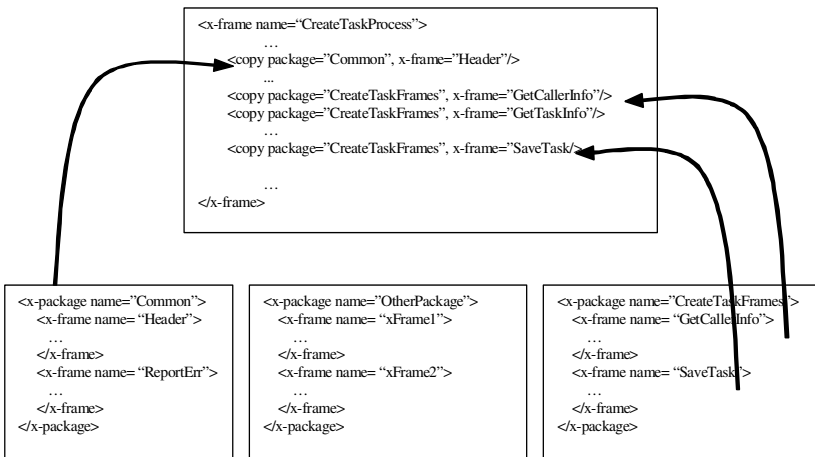 <x-frame name=“CreateTaskProcess”>
…
<copy package=”Common”, x-frame=”Header”/>
...
<copy package=”CreateTaskFrames”, x-frame=”GetCallerInfo”/>
<copy package=”CreateTaskFrames”, x-frame=”GetTaskInfo”/>
…
<copy package=”CreateTaskFrames”, x-frame=”SaveTask/>
…
</x-frame>
<x-package name=”Common”>
<x-frame name= “Header”>
…
</x-frame>
<x-frame name= “ReportErr”>
…
</x-frame>
</x-package>
<x-package name=”OtherPackage”>
<x-frame name= “xFrame1”>
…
</x-frame>
<x-frame name= “xFrame2”>
…
</x-frame>
</x-package>
<x-package name=”CreateTaskFrames”>
<x-frame name= “GetCallerInfo”>
…
</x-frame>
<x-frame name= “SaveTask”>
…
</x-frame>
</x-package>